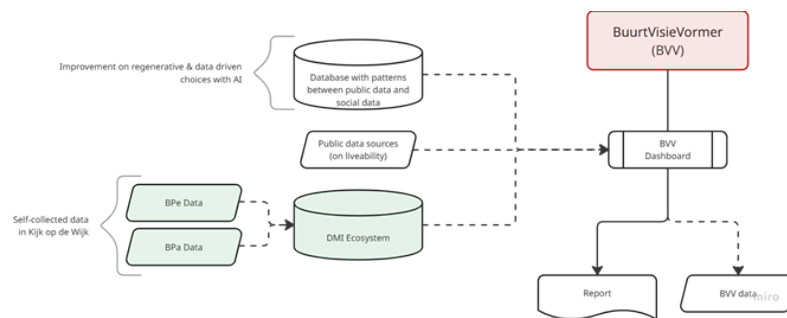 BuurtVisieVormer
(BVV)
Improvement on regenerative & data driven
choices with AI
Database with patterns
between public data and
social data
Public data sources
(on liveability)
BVV
Dashboard
BPe Data
Self-collected data
in Kijk op de Wijk
DMI Ecosystem
BPa Data
Report
BVV data
miro